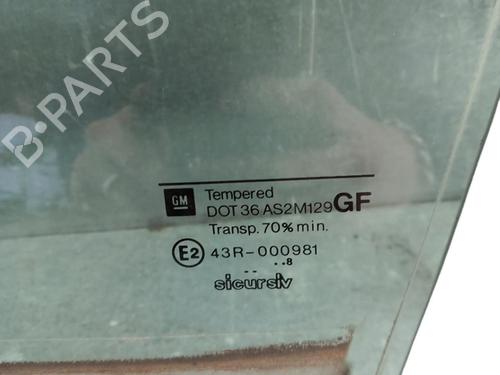 B-PARTS
GM Tempered
DOT 36 AS2M129 GF
Transp. 70% min.
E2 43R-000981
.. ..8
sicursiv